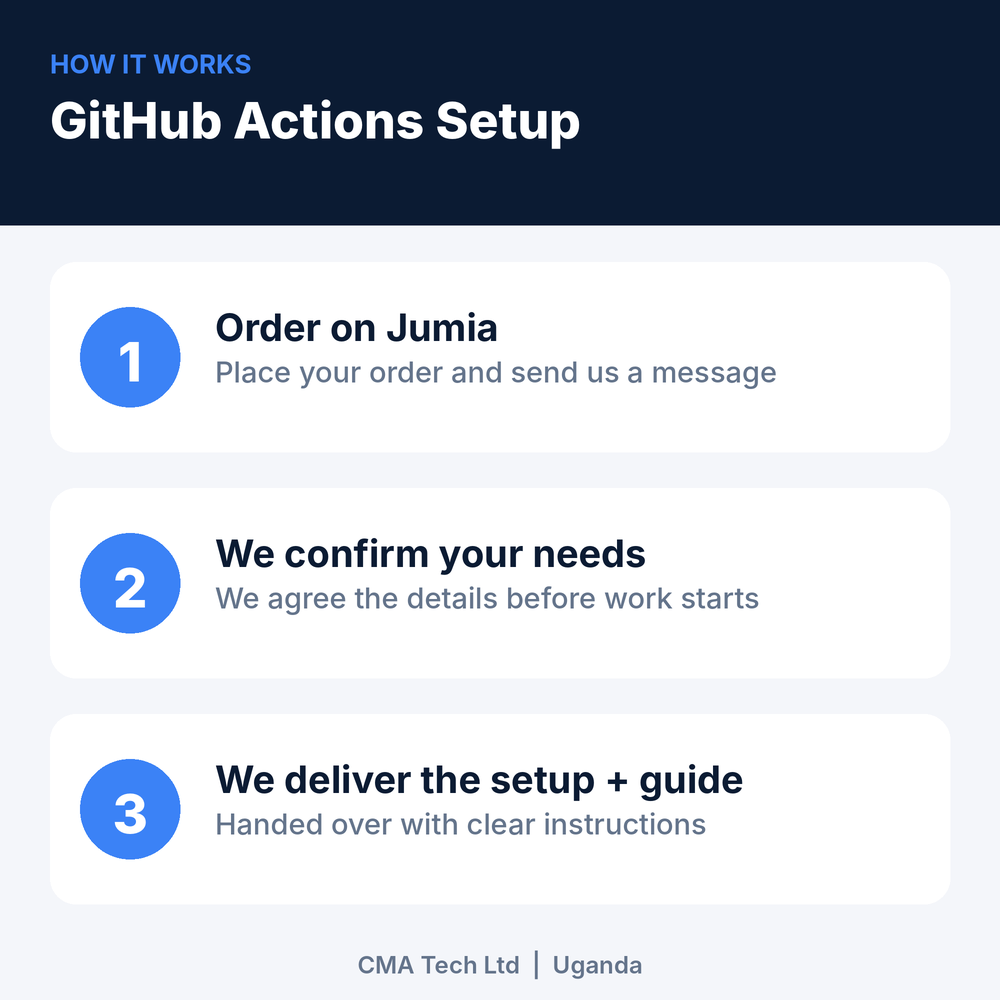 HOW IT WORKS
GitHub Actions Setup
1
Order on Jumia
Place your order and send us a message
2
We confirm your needs
We agree the details before work starts
3
We deliver the setup + guide
Handed over with clear instructions
CMA Tech Ltd | Uganda